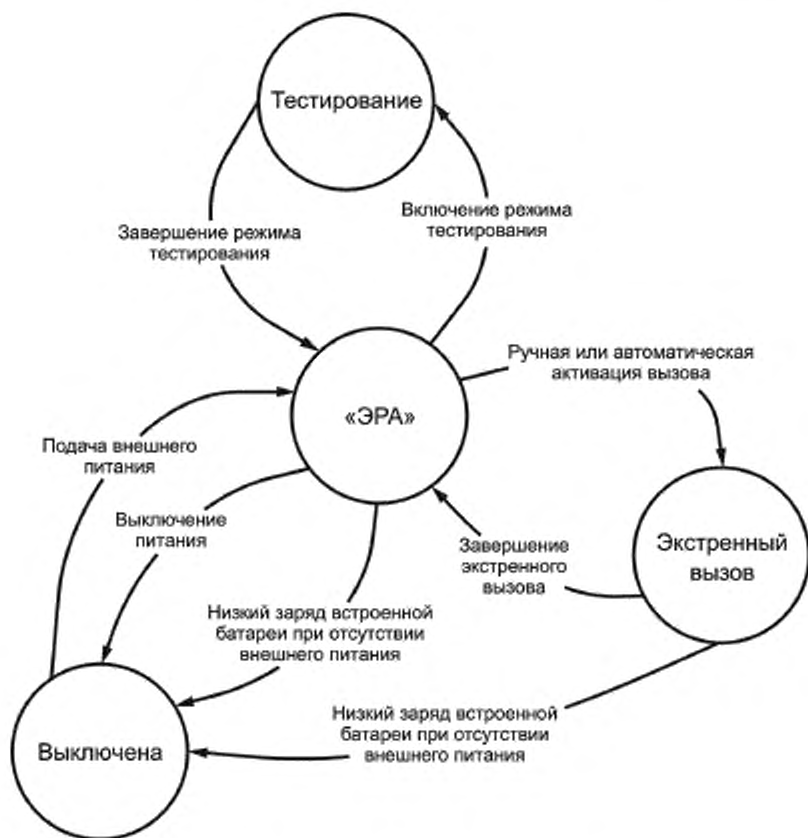 Тестирование
Завершение режима
тестирования
Включение режима
тестирования
Ручная или автоматическая
активация вызова
«ЭРА»
Подача внешнего
питания
Выключение
питания
Завершение
экстренного
вызова
Экстренный
вызов
Низкий заряд встроенной
батареи при отсутствии
внешнего питания
Низкий заряд встроенной
батареи при отсутствии
внешнего питания
Выключена